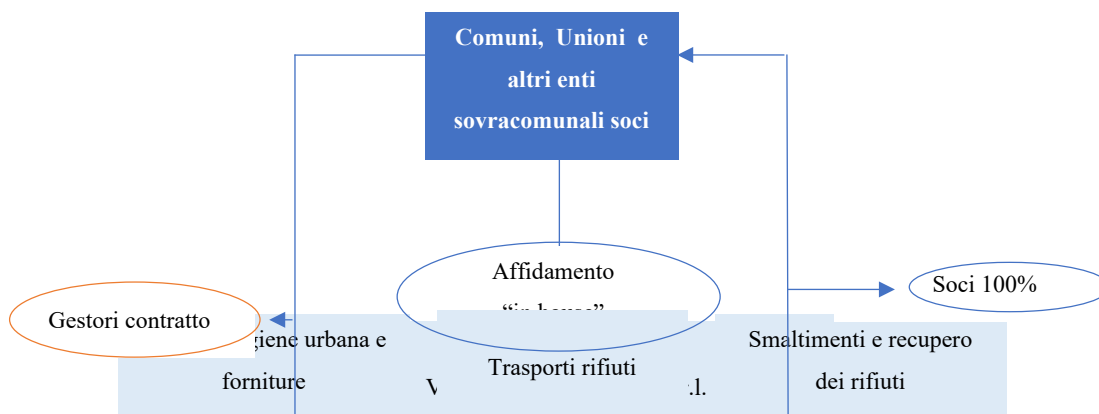 Comuni, Unioni e
altri enti
sovracomunali soci
Affidamento
Soci 100%
Gestori contratto
urbana e
forniture
Trasporti rifiuti
Smaltimenti e recupero
dei rifiuti